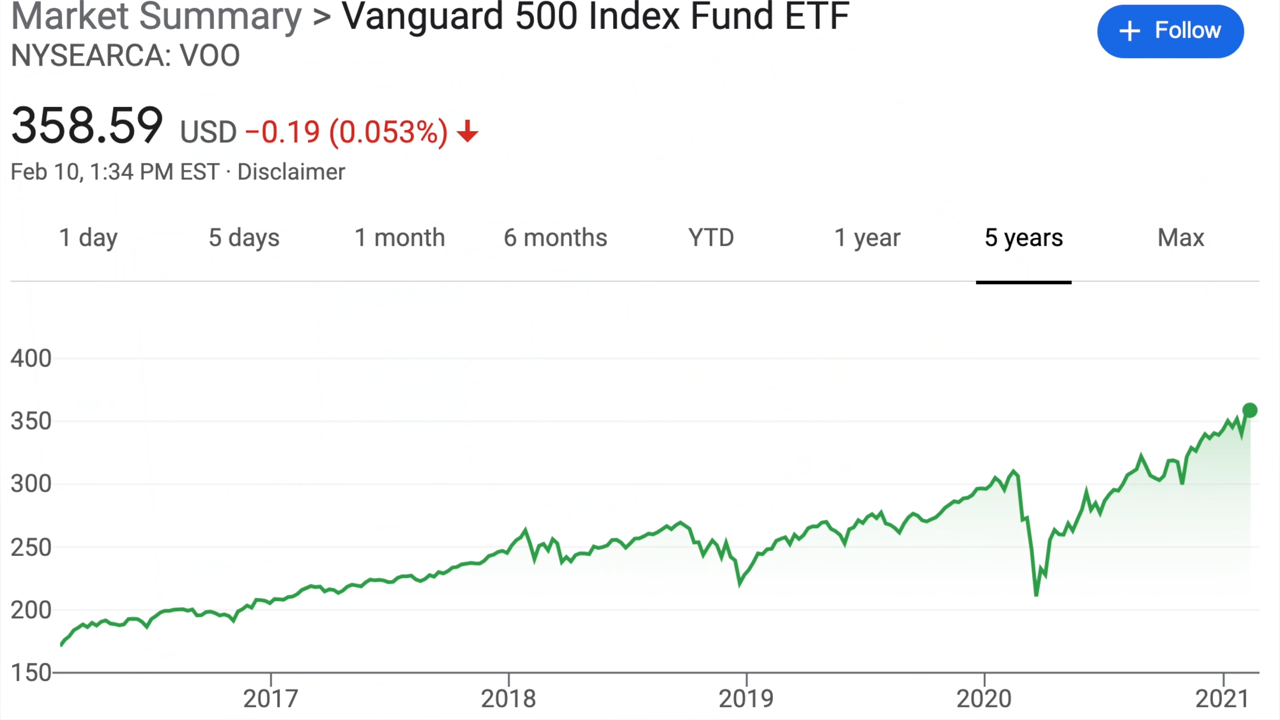 Market Summary > Vanguard 500 Index Fund ETF
+ Follow
NYSEARCA: VOO
358.59 USD −0.19 (0.053%) ↓
Feb 10, 1:34 PM EST · Disclaimer
1 day 5 days 1 month 6 months YTD 1 year 5 years Max
400
350
300
250
200
150
2017 2018 2019 2020 2021